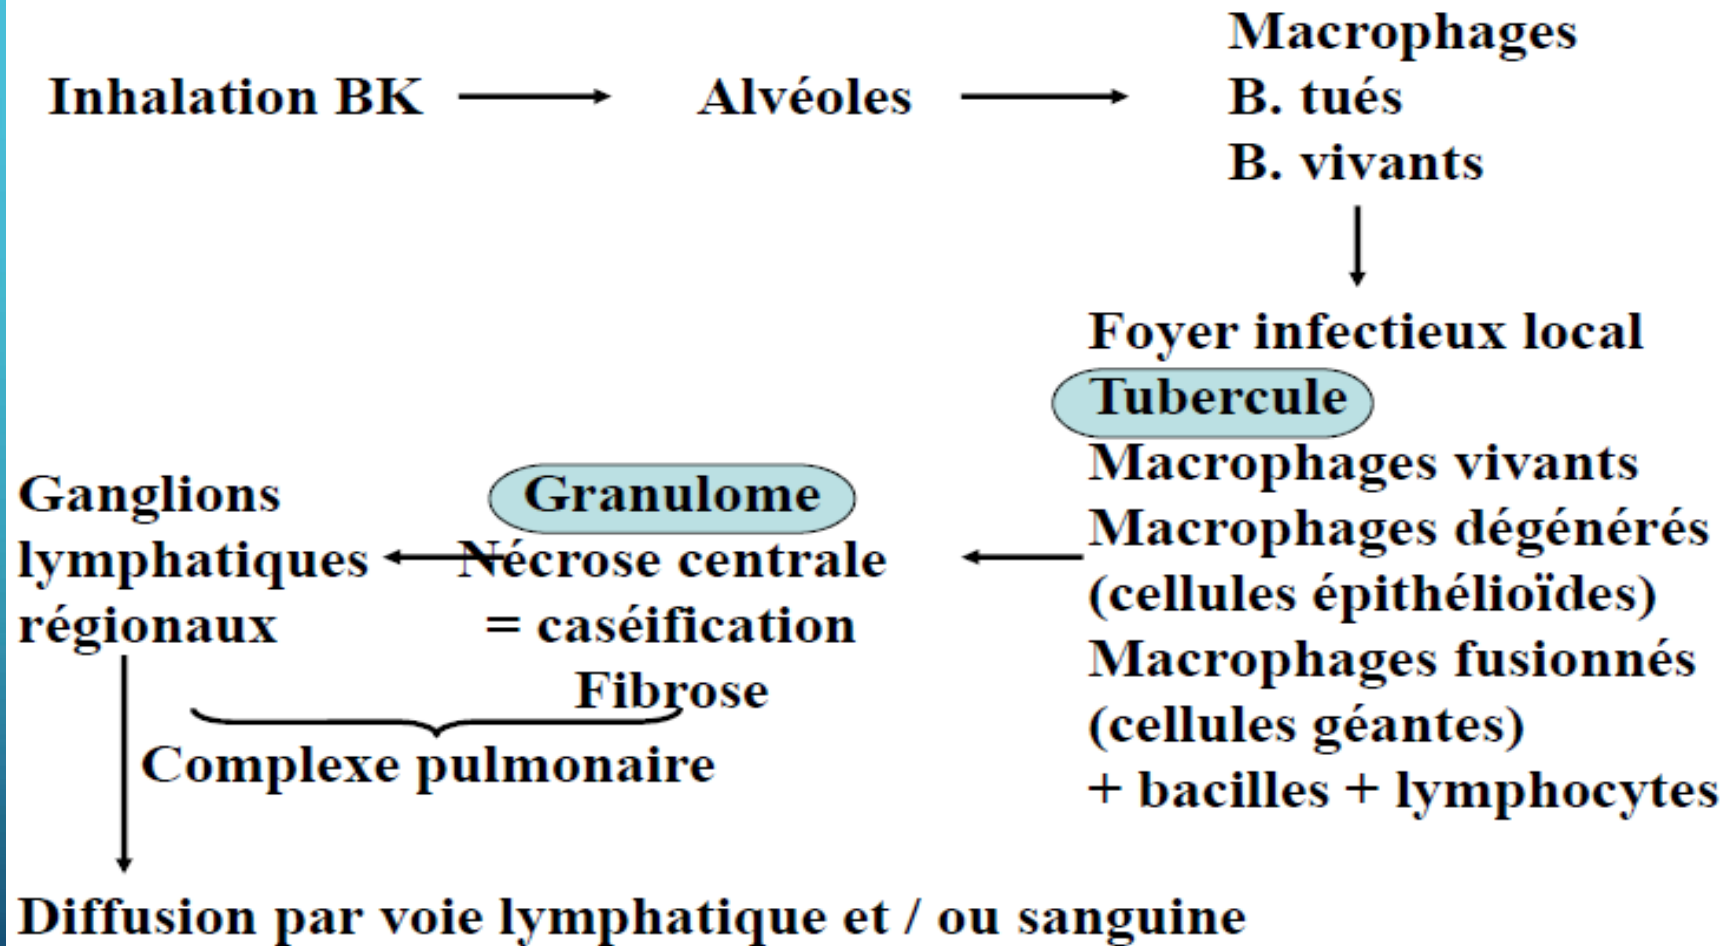 Inhalation BK
Alvéoles
Macrophages
B. tués
B. vivants
Foyer infectieux local
Tubercule
Macrophages vivants
Macrophages dégénérés
(cellules épithélioïdes)
Macrophages fusionnés
(cellules géantes)
+ bacilles + lymphocytes
Granulome
Nécrose centrale
= caséification
Fibrose
Ganglions
lymphatiques
régionaux
Complexe pulmonaire
Diffusion par voie lymphatique et / ou sanguine